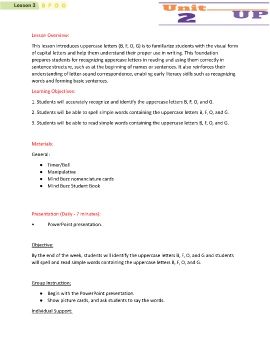 Lesson 3 B F O G
Unit 2 UP
Lesson Overview:
This lesson introduces uppercase letters (B, F, O, G) is to familiarize students with the visual form
of capital letters and help them understand their proper use in writing. This foundation
prepares students for recognizing uppercase letters in reading and using them correctly in
sentence structure, such as at the beginning of names or sentences. It also reinforces their
understanding of letter-sound correspondence, enabling early literacy skills such as recognizing
words and forming basic sentences.
Learning Objectives:
1. Students will accurately recognize and identify the uppercase letters B, F, O, and G.
2. Students will be able to spell simple words containing the uppercase letters B, F, O, and G.
3. Students will be able to read simple words containing the uppercase letters B, F, O, and G.
Materials:
General:
● Timer/Bell
● Manipulative
● Mind Buzz nomenclature cards
● Mind Buzz Student Book
Presentation (Daily - 7 minutes):
• PowerPoint presentation.
Objective:
By the end of the week, students will identify the uppercase letters B, F, O, and G and students
will spell and read simple words containing the uppercase B, F, O, and G.
Group Instruction:
● Begin with the PowerPoint presentation.
● Show picture cards, and ask students to say the words.
Individual Support: